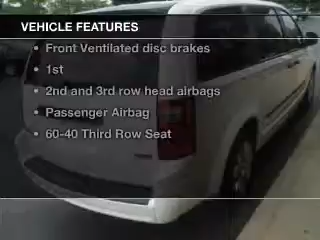 VEHICLE FEATURES
• Front Ventilated disc brakes
• 1st
• 2nd and 3rd row head airbags
• Passenger Airbag
• 60-40 Third Row Seat